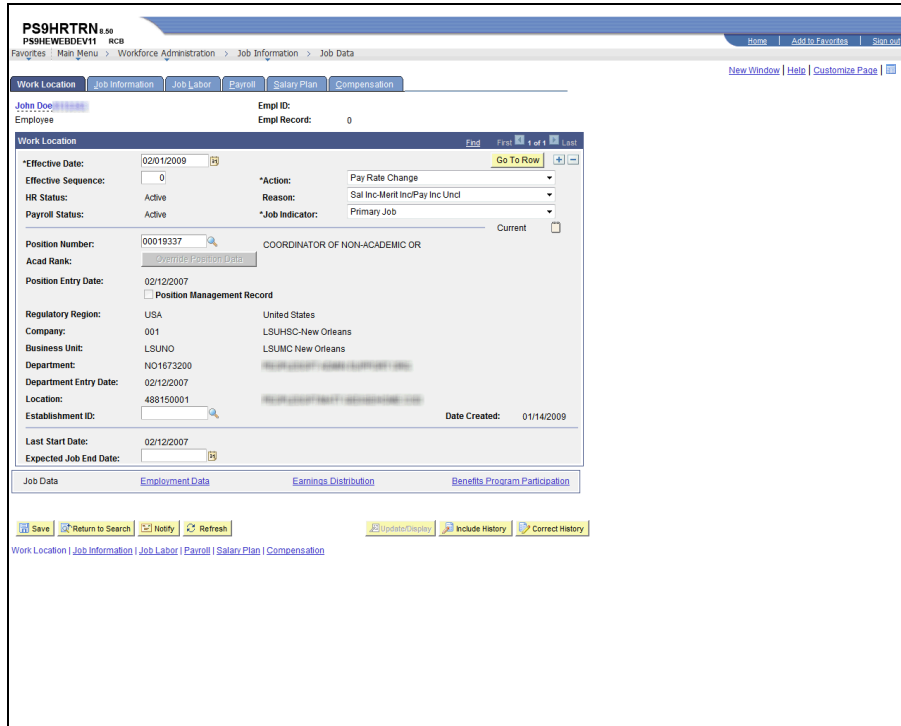 PS9HRTRN 8.50
PS9HEWEBDEV11 RCB
Home | Add to Favorites | Sign out
Favorites | Main Menu > Workforce Administration > Job Information > Job Data
New Window | Help | Customize Page |
Work Location Job Information Job Labor Payroll Salary Plan Compensation
John Doe Empl ID:
Employee Empl Record: 0
Work Location Find First 1 of 1 Last
*Effective Date: 02/01/2009 Go To Row + -
Effective Sequence: 0 *Action: Pay Rate Change
HR Status: Active Reason: Sal Inc-Merit Inc/Pay Inc Uncl
Payroll Status: Active *Job Indicator: Primary Job
Current
Position Number: 00019337 COORDINATOR OF NON-ACADEMIC OR
Acad Rank: Override Position Data
Position Entry Date: 02/12/2007
Position Management Record
Regulatory Region: USA United States
Company: 001 LSUHSC-New Orleans
Business Unit: LSUNO LSUMC New Orleans
Department: NO1673200
Department Entry Date: 02/12/2007
Location: 488150001
Establishment ID: Date Created: 01/14/2009
Last Start Date: 02/12/2007
Expected Job End Date:
Job Data Employment Data Earnings Distribution Benefits Program Participation
Save Return to Search Notify Refresh Update/Display Include History Correct History
Work Location | Job Information | Job Labor | Payroll | Salary Plan | Compensation